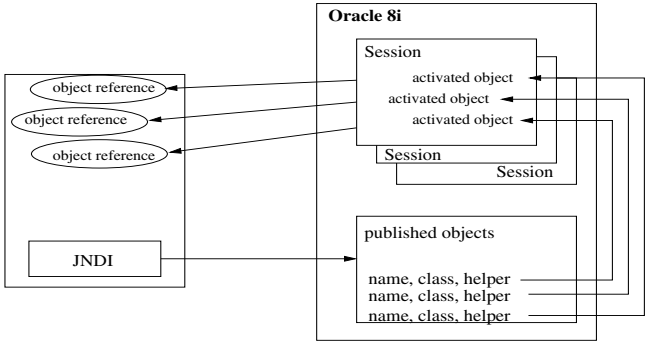 Oracle 8i
Session
activated object
activated object
activated object
Session
Session
object reference
object reference
object reference
JNDI
published objects
name, class, helper
name, class, helper
name, class, helper